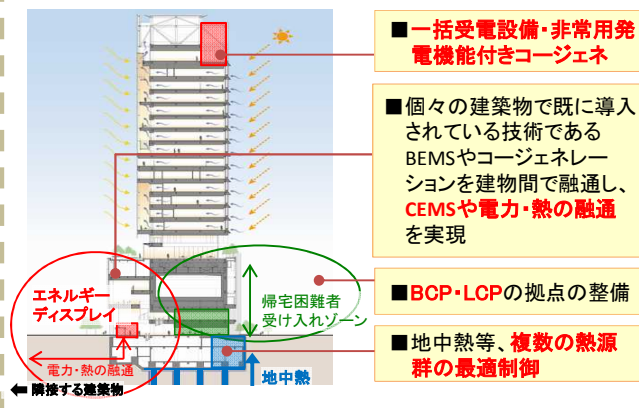 ■一括受電設備・非常用発
電機能付きコージェネ
■個々の建築物で既に導入
されている技術である
BEMSやコージェネレー
ションを建物間で融通し、
CEMSや電力・熱の融通
を実現
■BCP・LCPの拠点の整備
■地中熱等、複数の熱源
群の最適制御
エネルギー
ディスプレイ
帰宅困難者
受け入れゾーン
電力・熱の融通
地中熱
⬅ 隣接する建築物